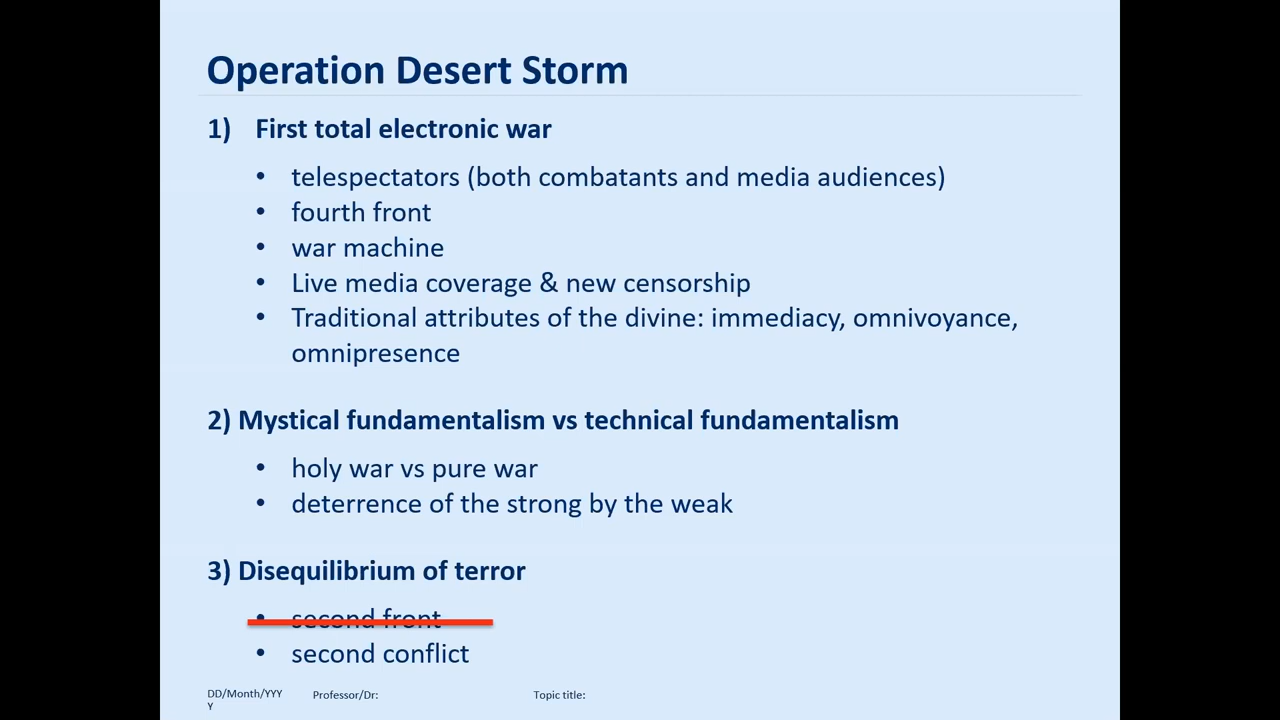 Operation Desert Storm
1) First total electronic war
• telespectators (both combatants and media audiences)
• fourth front
• war machine
• Live media coverage & new censorship
• Traditional attributes of the divine: immediacy, omnivoyance,
omnipresence
2) Mystical fundamentalism vs technical fundamentalism
• holy war vs pure war
• deterrence of the strong by the weak
3) Disequilibrium of terror
• second front
• second conflict
DD/Month/YYY
Y
Professor/Dr:
Topic title: